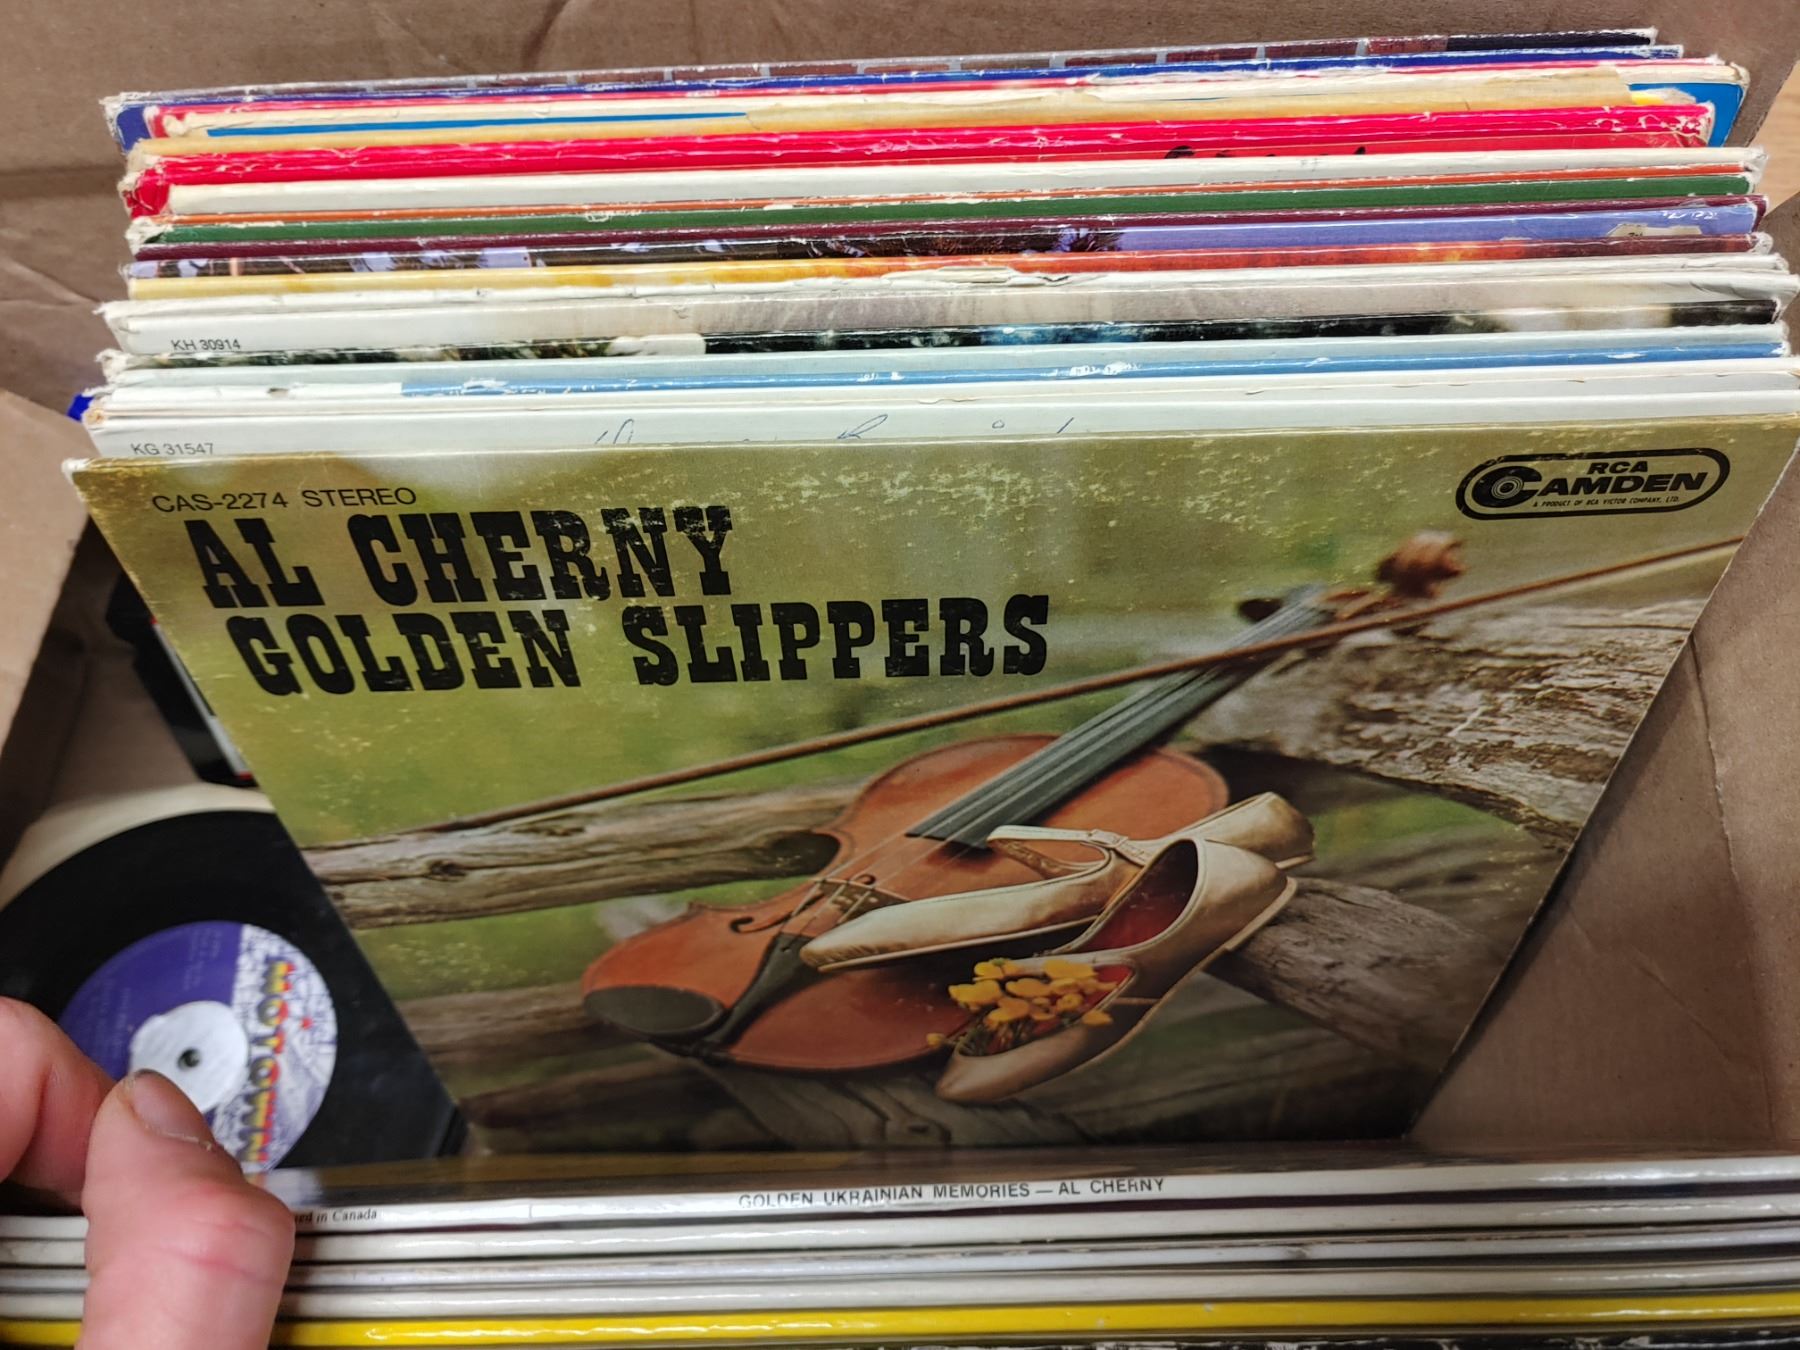 KH 30914
KG 31547
CAS-2274 STEREO
AL CHERNY
GOLDEN SLIPPERS
RCA
CAMDEN
A PRODUCT OF RCA VICTOR COMPANY, LTD.
MOTOWN
GOLDEN UKRAINIAN MEMORIES — AL CHERNY
in Canada